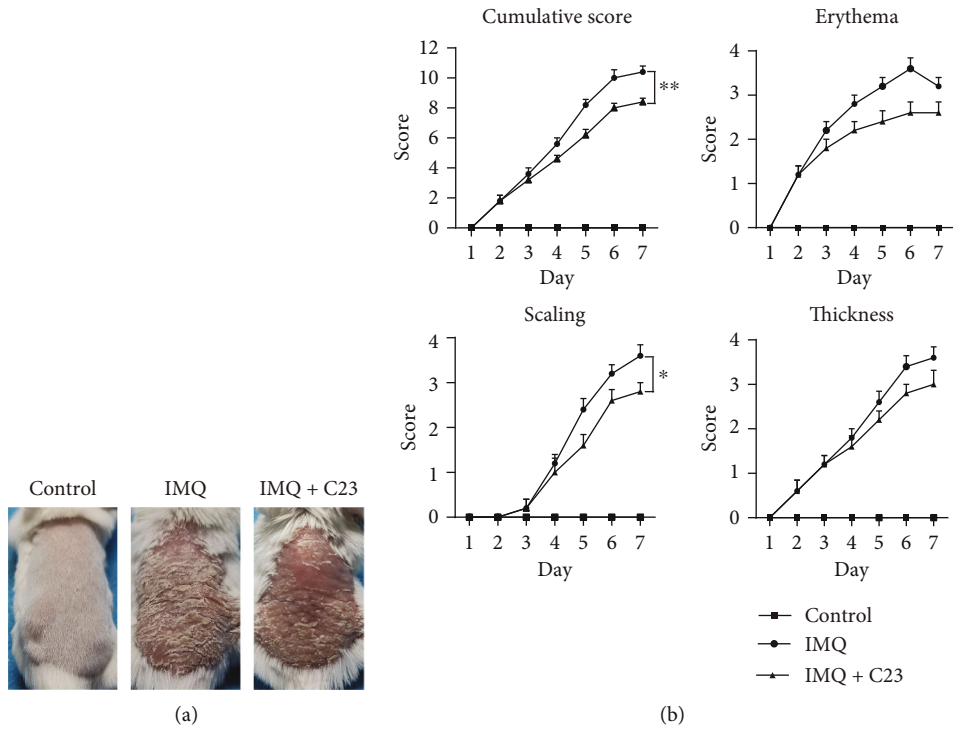 Control
IMQ
IMQ + C23
(a)
Cumulative score
Score
12
10
8
6
4
2
0
**
1 2 3 4 5 6 7
Day
Erythema
Score
4
3
2
1
0
1 2 3 4 5 6 7
Day
Scaling
Score
4
3
2
1
0
*
1 2 3 4 5 6 7
Day
Thickness
Score
4
3
2
1
0
1 2 3 4 5 6 7
Day
Control
IMQ
IMQ + C23
(b)